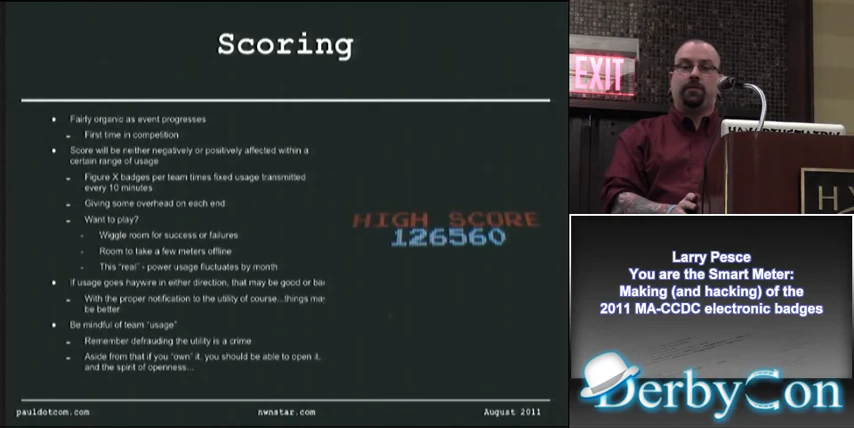 Scoring
Fairly organic as event progresses
First time in competition
Score will be neither negatively or positively affected within a
certain range of usage
Figure X badges per team times fixed usage transmitted
every 10 minutes
Giving some overhead on each end
Want to play?
Wiggle room for success or failures
Room to take a few meters offline
This "real" - power usage fluctuates by month
If usage goes haywire in either direction, that may be good or
With the proper notification to the utility of course...things
be better
Be mindful of team "usage"
Remember defrauding the utility is a crime
Aside from that if you "own" it, you should be able to open it,
and the spirit of openness...
HIGH SCORE
126560
pauldotcom.com
nwnstar.com
August 2011
EXIT
HY
Larry Pesce
You are the Smart Meter:
Making (and hacking) of the
2011 MA-CCDC electronic badges
DerbyCon